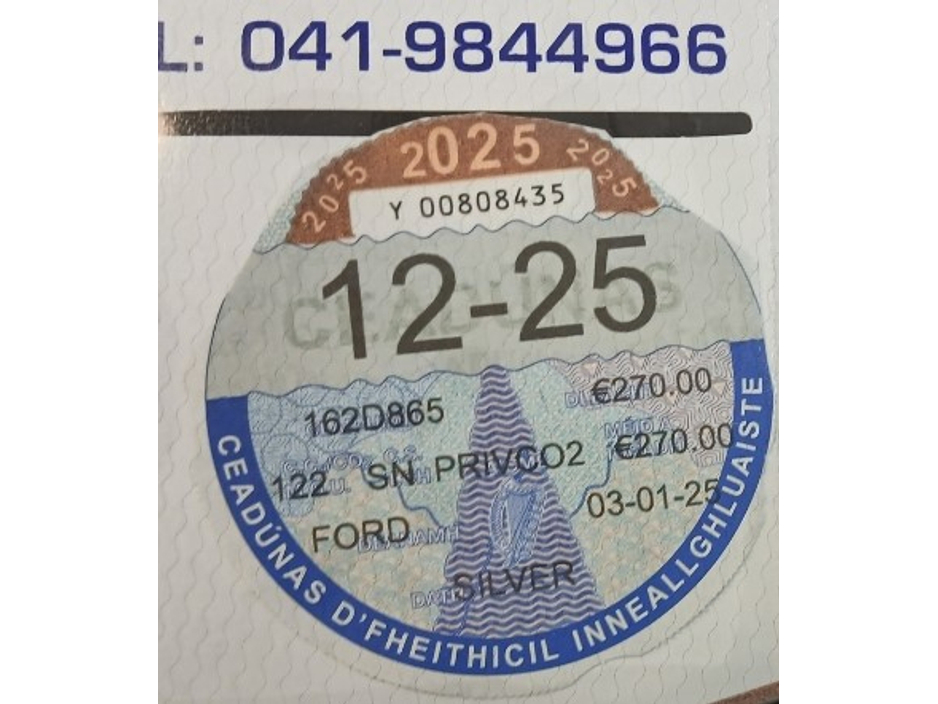 L: 041-9844966
2025 2025 2025
Y 00808435
12-25
162D865 €270.00
€270.00
122 SN PRIVCO2
03-01-25
FORD
SILVER
CEADÚNAS D'FHEITHICIL INNEALLGHLUAISTE